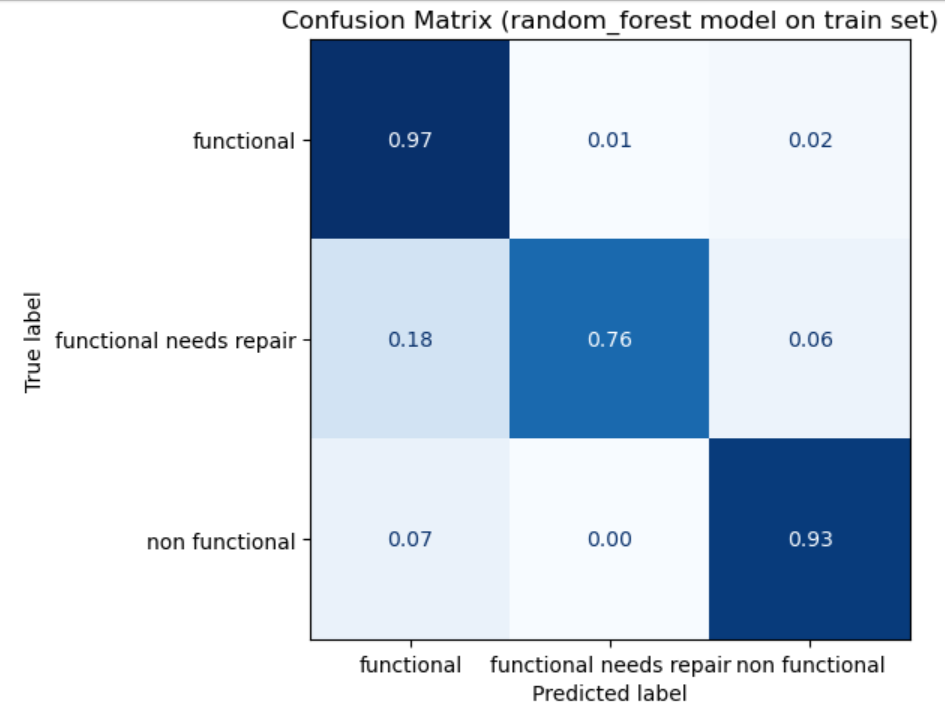 Confusion Matrix (random_forest model on train set)
functional 0.97 0.01 0.02
functional needs repair 0.18 0.76 0.06
non functional 0.07 0.00 0.93
True label
functional functional needs repair non functional
Predicted label